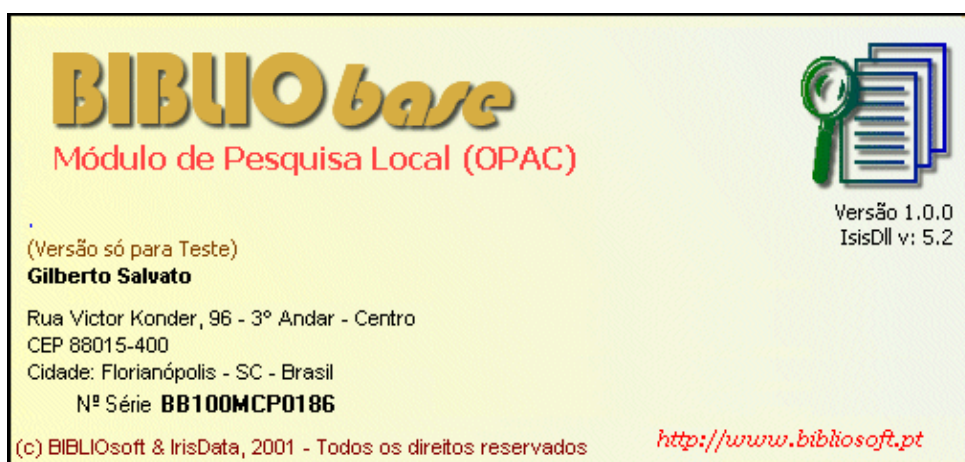 BIBLIObase
Módulo de Pesquisa Local (OPAC)
Versão 1.0.0
IsisDll v: 5.2
.
(Versão só para Teste)
Gilberto Salvato
Rua Victor Konder, 96 - 3º Andar - Centro
CEP 88015-400
Cidade: Florianópolis - SC - Brasil
Nº Série BB100MCP0186
(c) BIBLIOsoft & IrisData, 2001 - Todos os direitos reservados
http://www.bibliosoft.pt